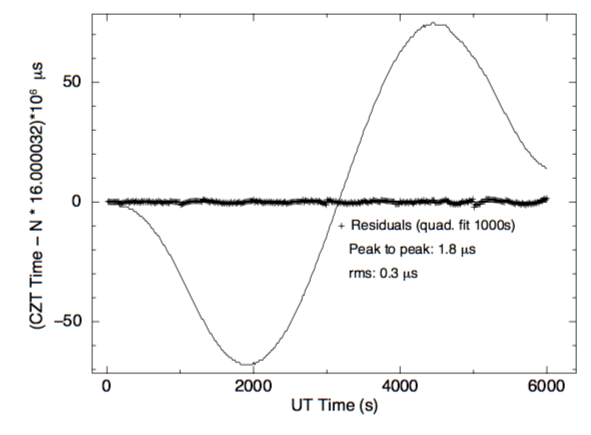 (CZT Time – N * 16.000032)*10⁶ μs
50
0
–50
+ Residuals (quad. fit 1000s)
Peak to peak: 1.8 μs
rms: 0.3 μs
0 2000 4000 6000
UT Time (s)